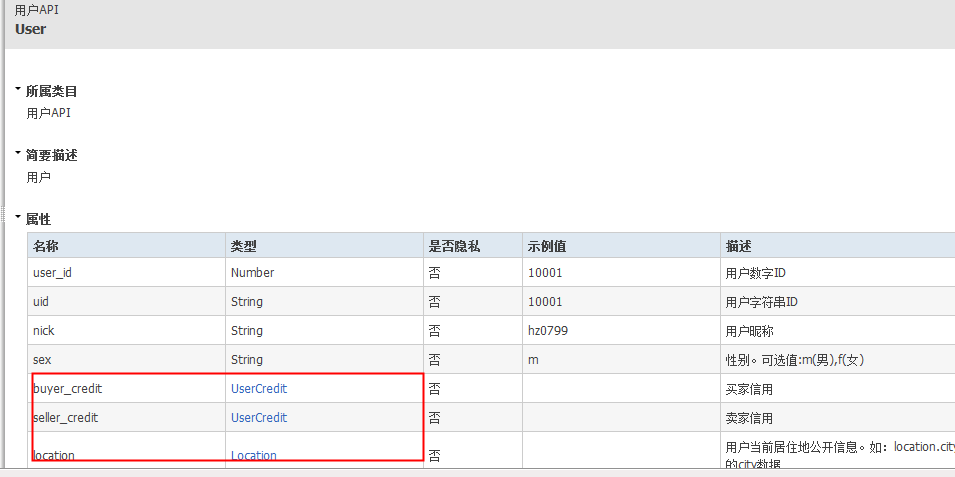 用户API
User
所属类目
用户API
简要描述
用户
属性
名称 类型 是否隐私 示例值 描述
user_id Number 否 10001 用户数字ID
uid String 否 10001 用户字符串ID
nick String 否 hz0799 用户昵称
sex String 否 m 性别。可选值:m(男),f(女)
buyer_credit UserCredit 否 买家信用
seller_credit UserCredit 否 卖家信用
location Location 否 用户当前居住地公开信息。如：location.city
的city数据